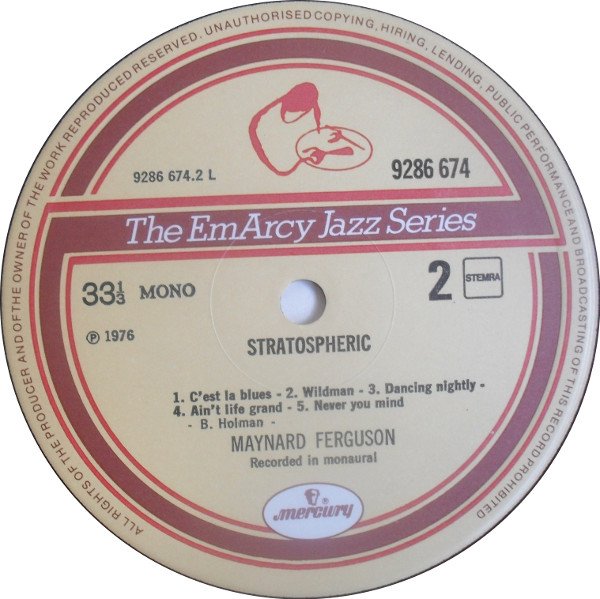 ALL RIGHTS OF THE PRODUCER AND OF THE OWNER OF THE WORK REPRODUCED RESERVED. UNAUTHORISED COPYING, HIRING, LENDING, PUBLIC PERFORMANCE AND BROADCASTING OF THIS RECORD PROHIBITED
9286 674.2 L
9286 674
The EmArcy Jazz Series
33⅓ MONO
2
STEMRA
℗ 1976
STRATOSPHERIC
1. C'est la blues - 2. Wildman - 3. Dancing nightly -
4. Ain't life grand - 5. Never you mind
- B. Holman -
MAYNARD FERGUSON
Recorded in monaural
mercury